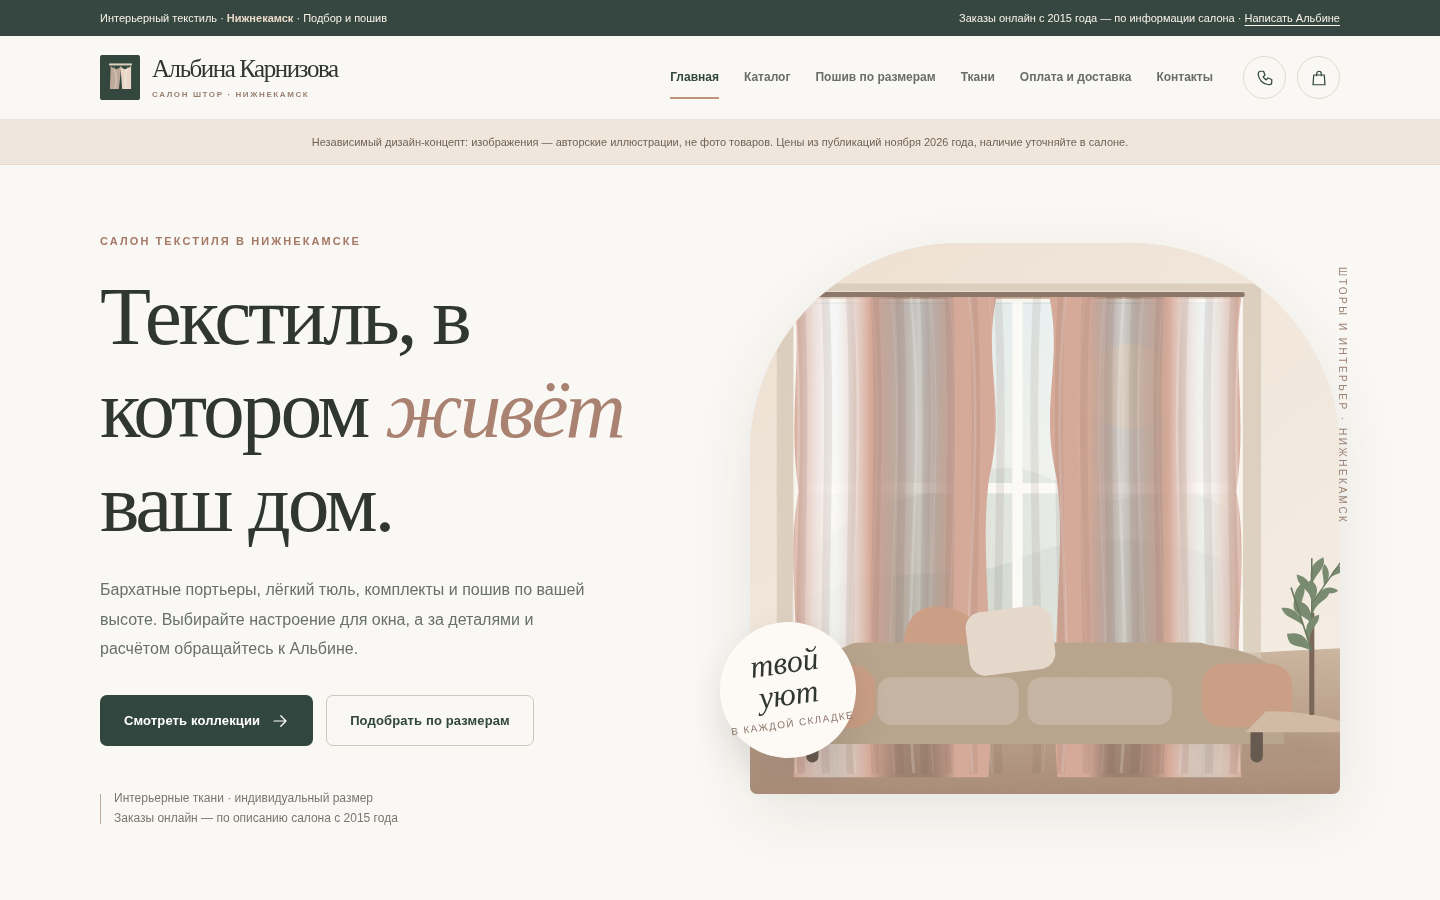 Интерьерный текстиль · Нижнекамск · Подбор и пошив
Заказы онлайн с 2015 года — по информации салона · Написать Альбине
Альбина Карнизова
САЛОН ШТОР · НИЖНЕКАМСК
Главная
Каталог
Пошив по размерам
Ткани
Оплата и доставка
Контакты
Независимый дизайн-концепт: изображения — авторские иллюстрации, не фото товаров. Цены из публикаций ноября 2026 года, наличие уточняйте в салоне.
САЛОН ТЕКСТИЛЯ В НИЖНЕКАМСКЕ
Текстиль, в
котором живёт
ваш дом.
Бархатные портьеры, лёгкий тюль, комплекты и пошив по вашей
высоте. Выбирайте настроение для окна, а за деталями и
расчётом обращайтесь к Альбине.
Смотреть коллекции
Подобрать по размерам
Интерьерные ткани · индивидуальный размер
Заказы онлайн — по описанию салона с 2015 года
ШТОРЫ И ИНТЕРЬЕР · НИЖНЕКАМСК
твой
уют
В КАЖДОЙ СКЛАДКЕ